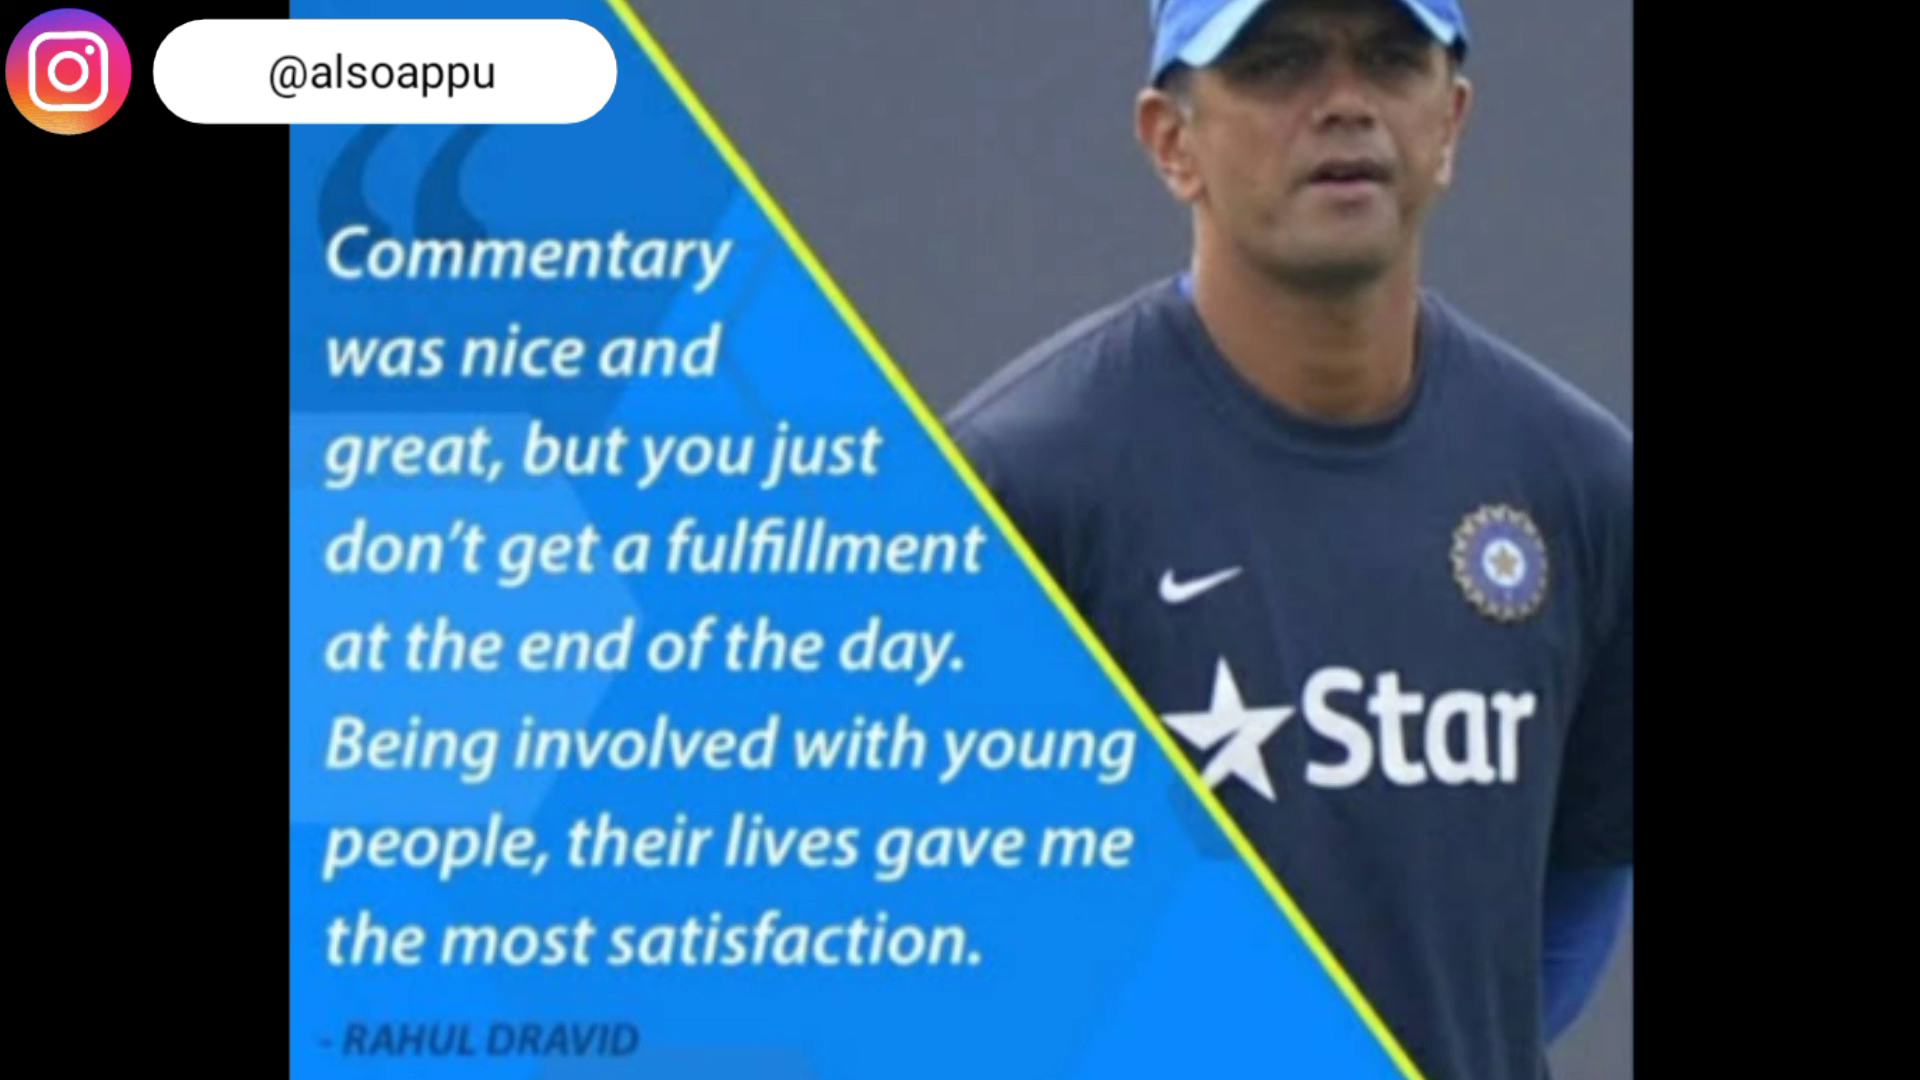 @alsoappu
“
Commentary
was nice and
great, but you just
don’t get a fulfillment
at the end of the day.
Being involved with young
people, their lives gave me
the most satisfaction.
- RAHUL DRAVID
Star